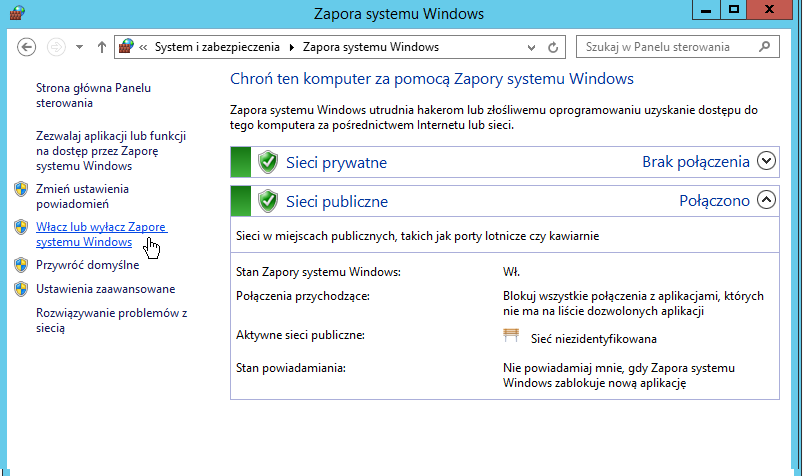 Zapora systemu Windows
« System i zabezpieczenia ▸ Zapora systemu Windows
Szukaj w Panelu sterowania
Strona główna Panelu
sterowania
Zezwalaj aplikacji lub funkcji
na dostęp przez Zaporę
systemu Windows
Zmień ustawienia
powiadomień
Włącz lub wyłącz Zaporę
systemu Windows
Przywróć domyślne
Ustawienia zaawansowane
Rozwiązywanie problemów z
siecią
Chroń ten komputer za pomocą Zapory systemu Windows
Zapora systemu Windows utrudnia hakerom lub złośliwemu oprogramowaniu uzyskanie dostępu do
tego komputera za pośrednictwem Internetu lub sieci.
Sieci prywatne Brak połączenia
Sieci publiczne Połączono
Sieci w miejscach publicznych, takich jak porty lotnicze czy kawiarnie
Stan Zapory systemu Windows: Wł.
Połączenia przychodzące: Blokuj wszystkie połączenia z aplikacjami, których
nie ma na liście dozwolonych aplikacji
Aktywne sieci publiczne: Sieć niezidentyfikowana
Stan powiadamiania: Nie powiadamiaj mnie, gdy Zapora systemu
Windows zablokuje nową aplikację